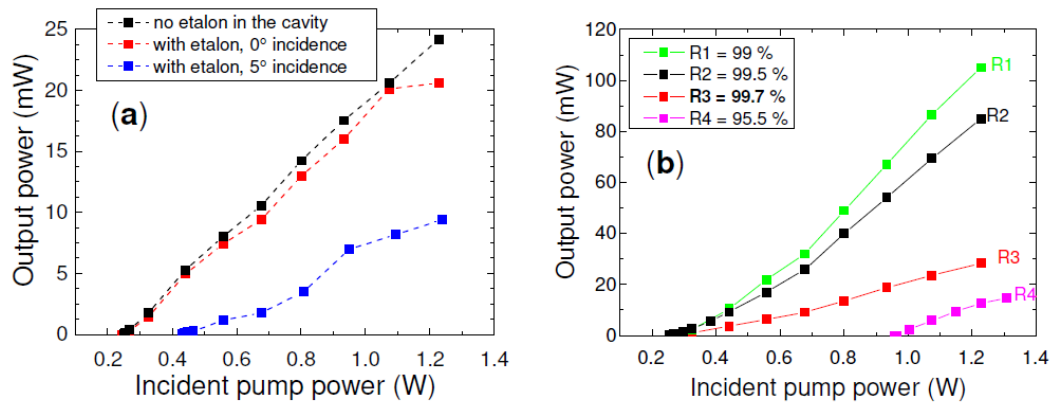 no etalon in the cavity
with etalon, 0° incidence
with etalon, 5° incidence
(a)
Output power (mW)
25
20
15
10
5
0
0.2 0.4 0.6 0.8 1.0 1.2 1.4
Incident pump power (W)
R1 = 99 %
R2 = 99.5 %
R3 = 99.7 %
R4 = 95.5 %
(b)
Output power (mW)
120
100
80
60
40
20
0
R1
R2
R3
R4
0.2 0.4 0.6 0.8 1.0 1.2 1.4
Incident pump power (W)